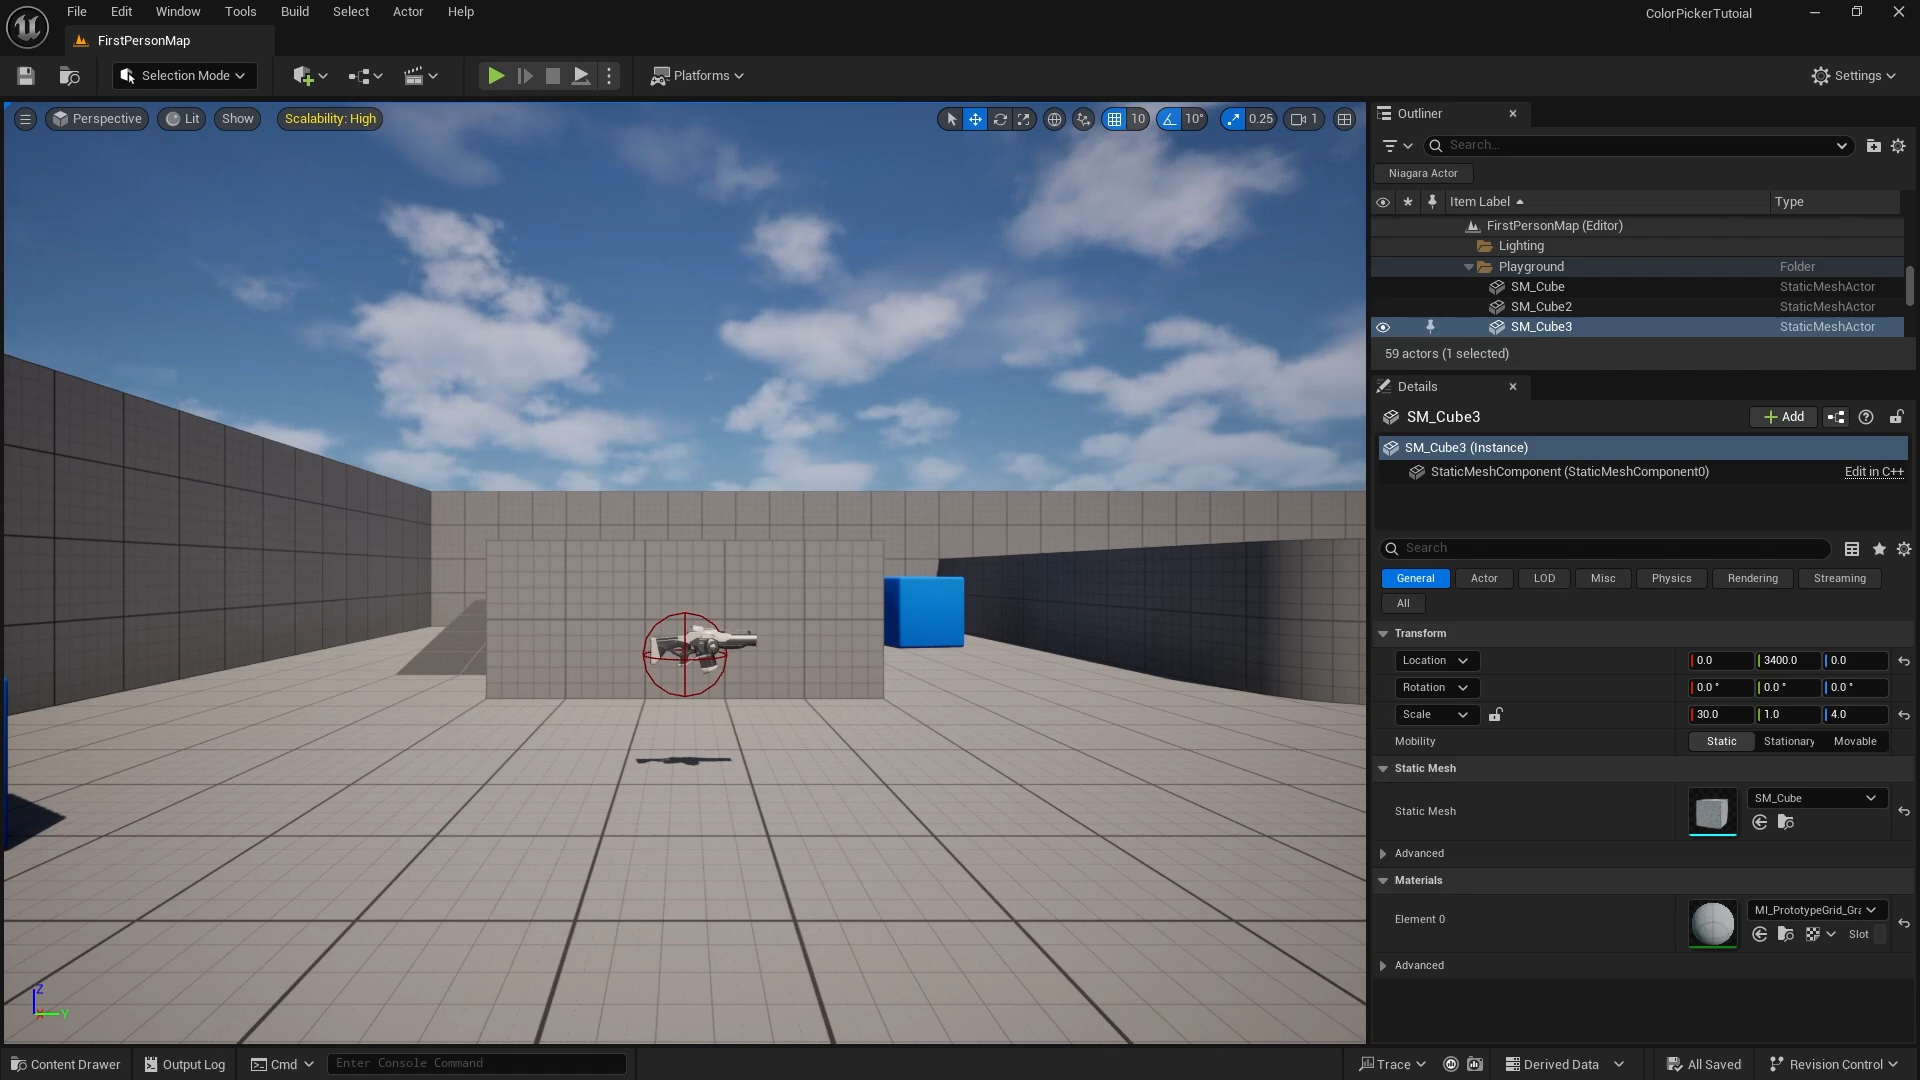 File Edit Window Tools Build Select Actor Help
ColorPickerTutoial
FirstPersonMap
Selection Mode
Platforms
Settings
Perspective Lit Show Scalability: High
10 10° 0.25 1
Outliner
Search...
Niagara Actor
Item Label Type
FirstPersonMap (Editor)
Lighting
Playground Folder
SM_Cube StaticMeshActor
SM_Cube2 StaticMeshActor
SM_Cube3 StaticMeshActor
59 actors (1 selected)
Details
SM_Cube3
Add
SM_Cube3 (Instance)
StaticMeshComponent (StaticMeshComponent0) Edit in C++
Search
General Actor LOD Misc Physics Rendering Streaming
All
Transform
Location 0.0 3400.0 0.0
Rotation 0.0 ° 0.0 ° 0.0 °
Scale 30.0 1.0 4.0
Mobility Static Stationary Movable
Static Mesh
Static Mesh SM_Cube
Advanced
Materials
Element 0 MI_PrototypeGrid_Gra
Slot
Advanced
Z
X Y
Content Drawer Output Log Cmd Enter Console Command
Trace Derived Data All Saved Revision Control